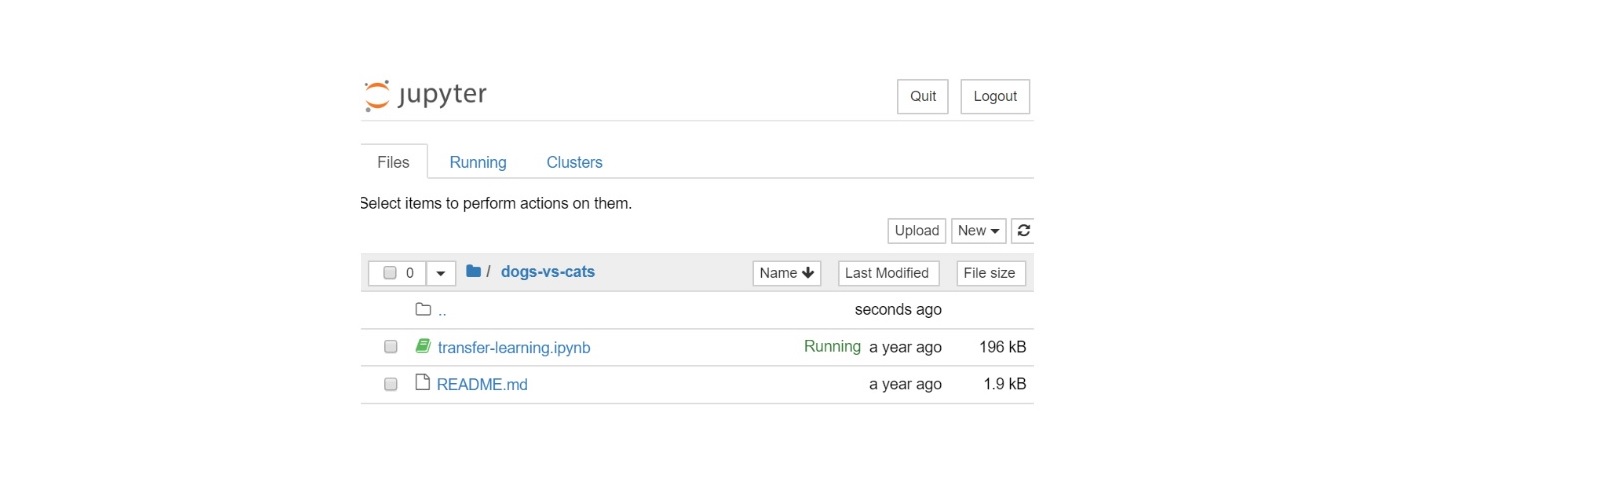 jupyter Quit Logout
Files Running Clusters
Select items to perform actions on them.
Upload New
0 / dogs-vs-cats Name Last Modified File size
.. seconds ago
transfer-learning.ipynb Running a year ago 196 kB
README.md a year ago 1.9 kB